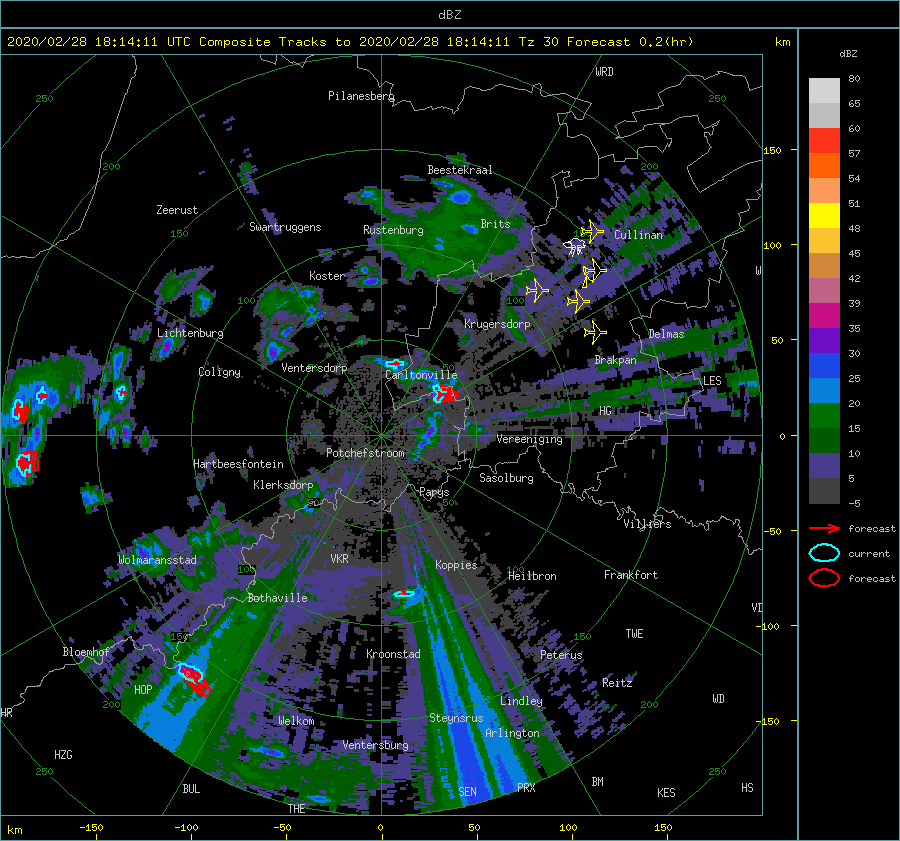 dBZ
2020/02/28 18:14:11 UTC Composite Tracks to 2020/02/28 18:14:11 Tz 30 Forecast 0.2(hr) km
dBZ
WRD
250 Pilanesberg 250
80
65
60
57
54
51
48
45
42
39
35
30
25
20
15
10
5
-5
forecast
current
forecast
150
100
50
0
-50
-100
-150
200 Beestekraal 200
Zeerust
150 Swartruggens Rustenburg Brits Cullinan
Koster W
100 100
Lichtenburg Krugersdorp Delmas
Coligny Ventersdorp Carltonville Brakpan
LES
HG
Vereeniging
Potchefstroom
Hartbeesfontein
Klerksdorp Parys Sasolburg
50 50
Villiers
Wolmaransstad VKR Koppies
100 Heilbron 100 Frankfort
Bothaville VD
150 150 TWE
Bloemhof Kroonstad Petrus
HOP Reitz
HR 200 Lindley 200 WD
Welkom Steynsrus
Arlington
HZG Ventersburg
250 250
BUL SEN PRX BM KES HS
THE
km -150 -100 -50 0 50 100 150